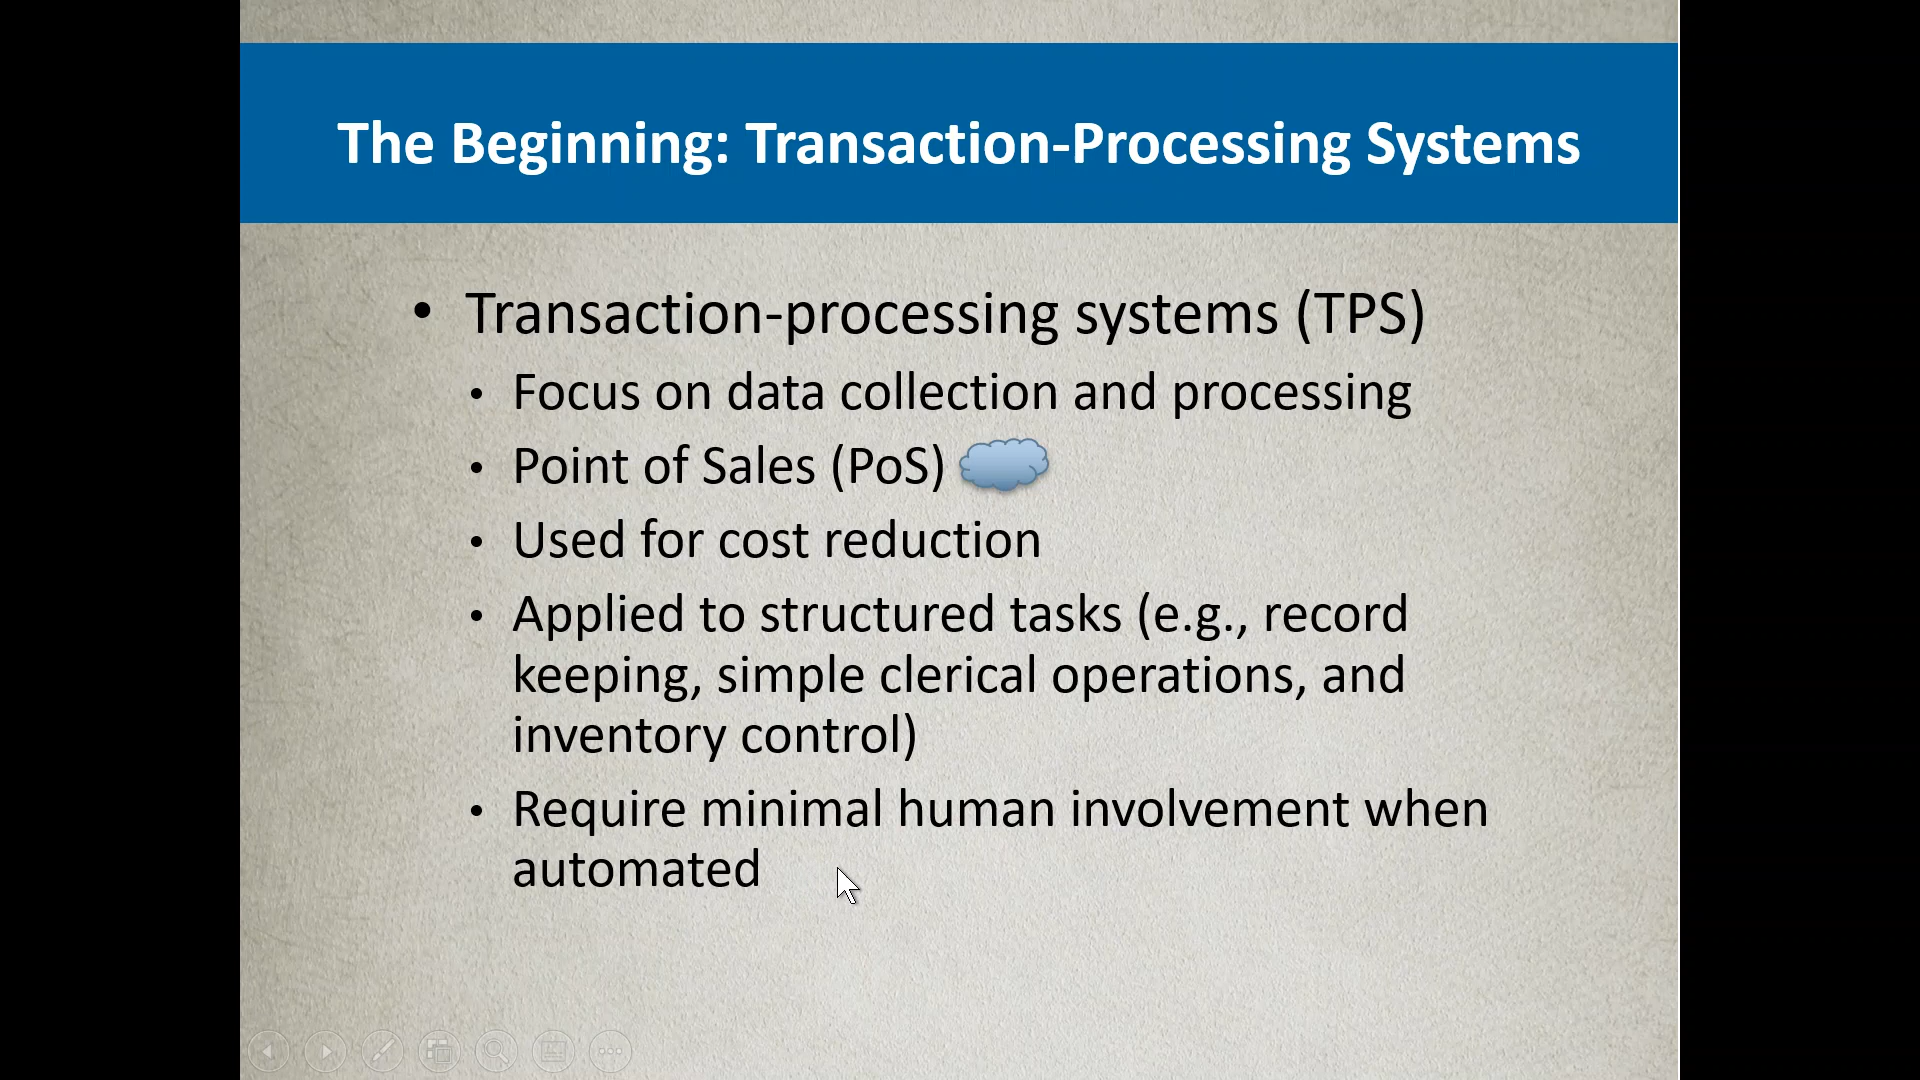 The Beginning: Transaction-Processing Systems
• Transaction-processing systems (TPS)
• Focus on data collection and processing
• Point of Sales (PoS)
• Used for cost reduction
• Applied to structured tasks (e.g., record
keeping, simple clerical operations, and
inventory control)
• Require minimal human involvement when
automated